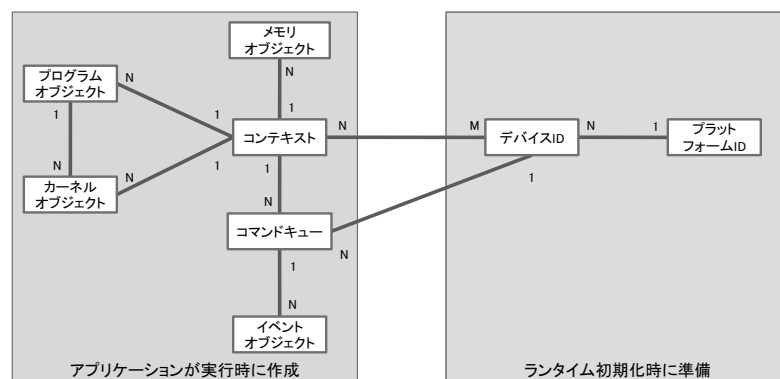 メモリ
オブジェクト
プログラム
オブジェクト
N
N
1
1
1
コンテキスト
N
M
デバイスID
N
1
プラット
フォームID
N
カーネル
オブジェクト
N
1
1
N
コマンドキュー
N
1
1
N
イベント
オブジェクト
アプリケーションが実行時に作成
ランタイム初期化時に準備